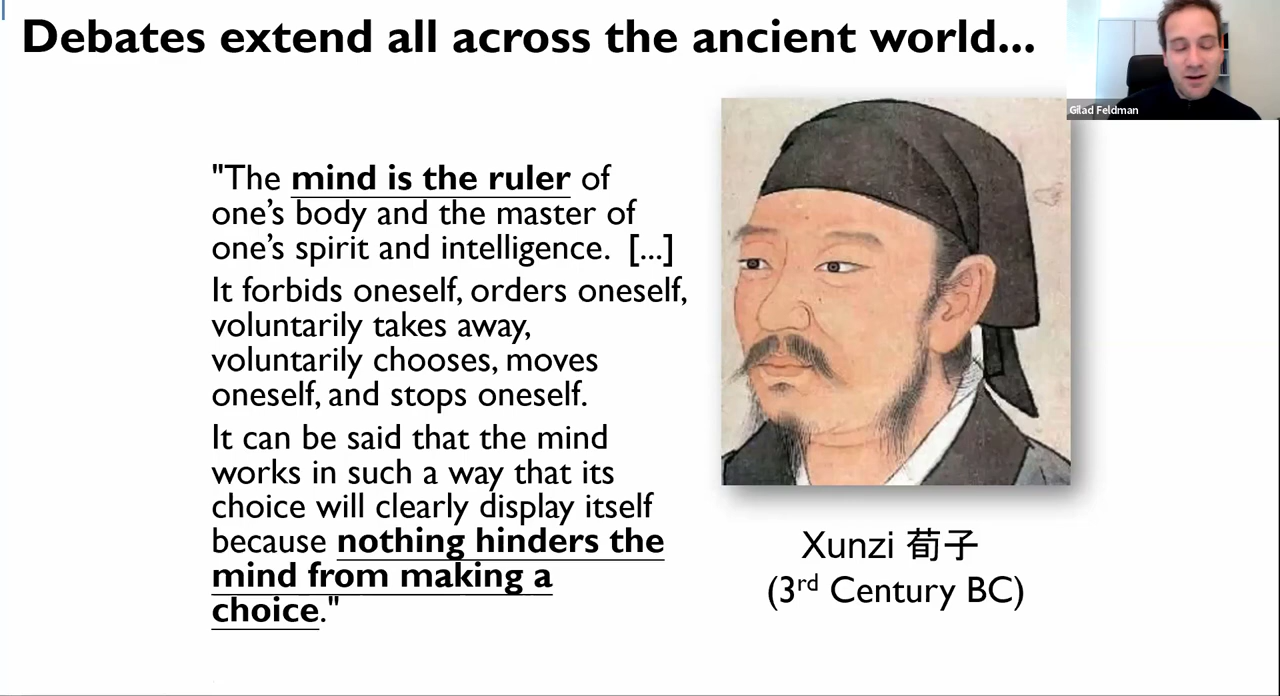 Debates extend all across the ancient world...
Gilad Feldman
"The mind is the ruler of
one’s body and the master of
one’s spirit and intelligence. [...]
It forbids oneself, orders oneself,
voluntarily takes away,
voluntarily chooses, moves
oneself, and stops oneself.
It can be said that the mind
works in such a way that its
choice will clearly display itself
because nothing hinders the
mind from making a
choice."
Xunzi 荀子
(3rd Century BC)